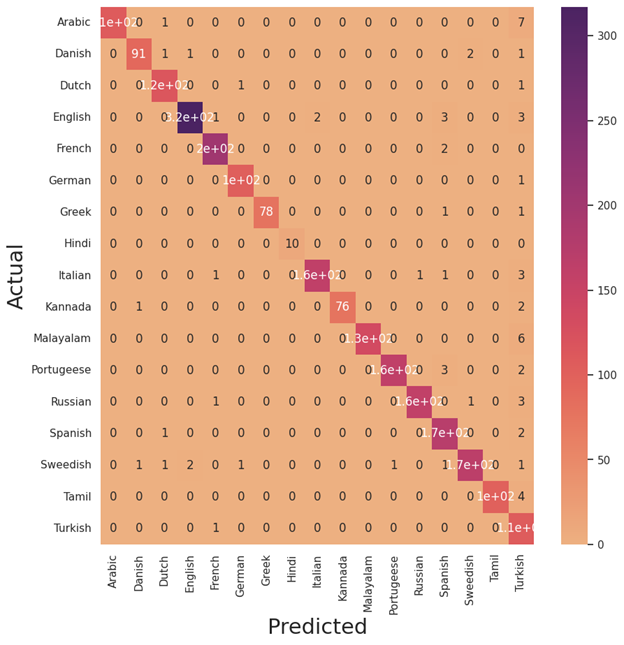 Arabic 1e+02 0 1 0 0 0 0 0 0 0 0 0 0 0 0 0 7
Danish 0 91 1 1 0 0 0 0 0 0 0 0 0 0 2 0 1
Dutch 0 0 1.2e+02 0 0 1 0 0 0 0 0 0 0 0 0 0 1
English 0 0 0 3.2e+02 1 0 0 0 2 0 0 0 0 3 0 0 3
French 0 0 0 0 2e+02 0 0 0 0 0 0 0 0 2 0 0 0
German 0 0 0 0 0 1e+02 0 0 0 0 0 0 0 0 0 0 1
Greek 0 0 0 0 0 0 78 0 0 0 0 0 0 1 0 0 1
Hindi 0 0 0 0 0 0 0 10 0 0 0 0 0 0 0 0 0
Italian 0 0 0 0 1 0 0 0 1.6e+02 0 0 0 1 1 0 0 3
Kannada 0 1 0 0 0 0 0 0 0 76 0 0 0 0 0 0 2
Malayalam 0 0 0 0 0 0 0 0 0 0 1.3e+02 0 0 0 0 0 6
Portugeese 0 0 0 0 0 0 0 0 0 0 0 1.6e+02 0 3 0 0 2
Russian 0 0 0 0 1 0 0 0 0 0 0 0 1.6e+02 0 1 0 3
Spanish 0 0 1 0 0 0 0 0 0 0 0 0 0 1.7e+02 0 0 2
Sweedish 0 1 1 2 0 1 0 0 0 0 0 1 0 1 1.7e+02 0 1
Tamil 0 0 0 0 0 0 0 0 0 0 0 0 0 0 0 1e+02 4
Turkish 0 0 0 0 1 0 0 0 0 0 0 0 0 0 0 0 1.1e+0
Actual
Arabic
Danish
Dutch
English
French
German
Greek
Hindi
Italian
Kannada
Malayalam
Portugeese
Russian
Spanish
Sweedish
Tamil
Turkish
Predicted
300
250
200
150
100
50
0